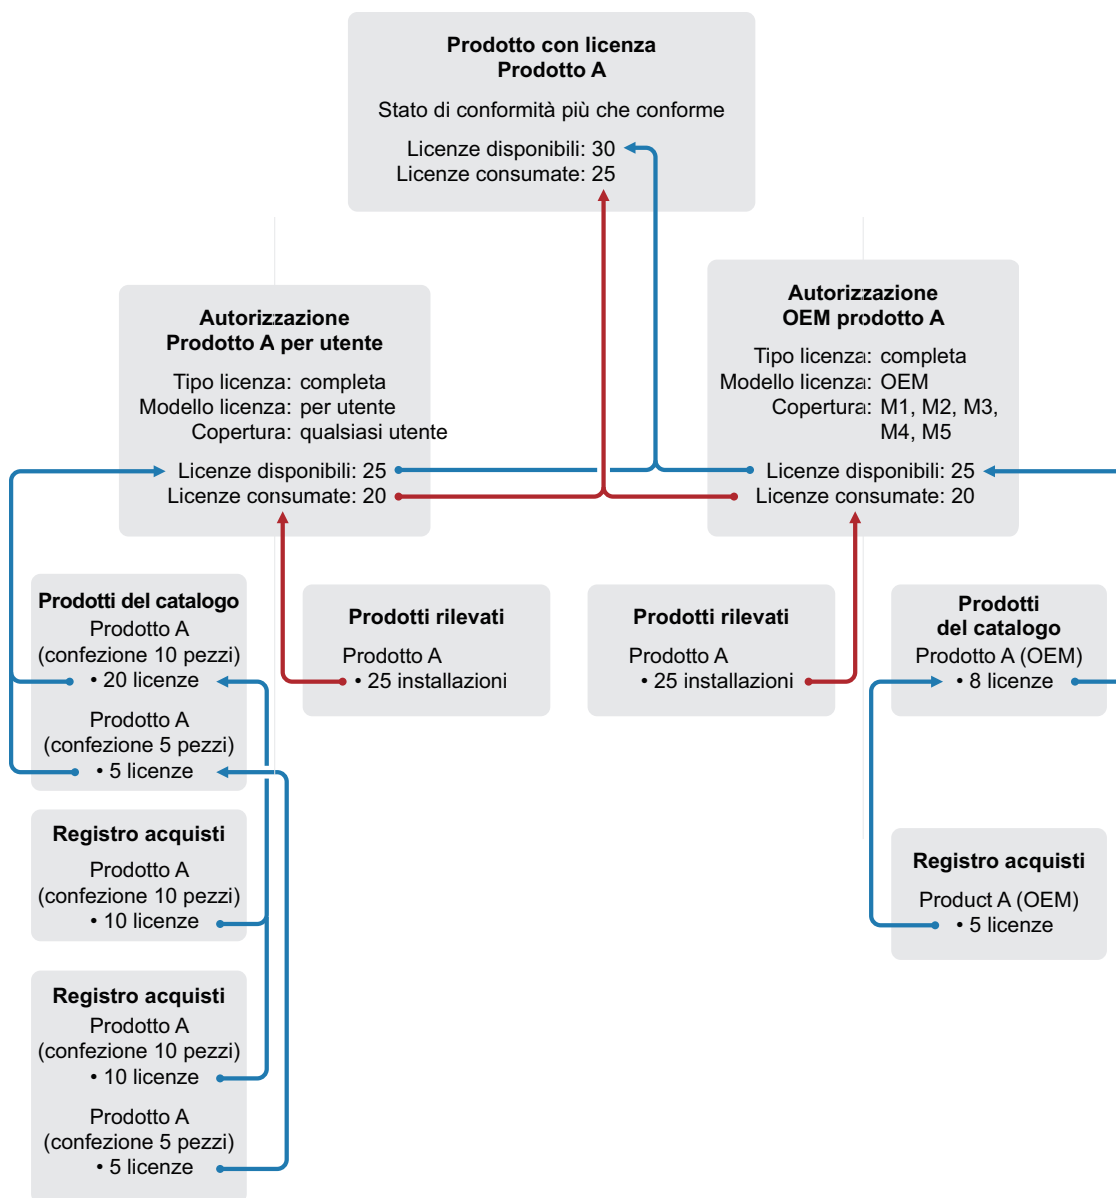 Prodotto con licenza
Prodotto A
Stato di conformità più che conforme
Licenze disponibili: 30
Licenze consumate: 25
Autorizzazione
Prodotto A per utente
Tipo licenza: completa
Modello licenza: per utente
Copertura: qualsiasi utente
Licenze disponibili: 25
Licenze consumate: 20
Autorizzazione
OEM prodotto A
Tipo licenza: completa
Modello licenza: OEM
Copertura: M1, M2, M3,
M4, M5
Licenze disponibili: 25
Licenze consumate: 20
Prodotti del catalogo
Prodotto A
(confezione 10 pezzi)
• 20 licenze
Prodotto A
(confezione 5 pezzi)
• 5 licenze
Prodotti rilevati
Prodotto A
• 25 installazioni
Prodotti rilevati
Prodotto A
• 25 installazioni
Prodotti
del catalogo
Prodotto A (OEM)
• 8 licenze
Registro acquisti
Prodotto A
(confezione 10 pezzi)
• 10 licenze
Registro acquisti
Product A (OEM)
• 5 licenze
Registro acquisti
Prodotto A
(confezione 10 pezzi)
• 10 licenze
Prodotto A
(confezione 5 pezzi)
• 5 licenze